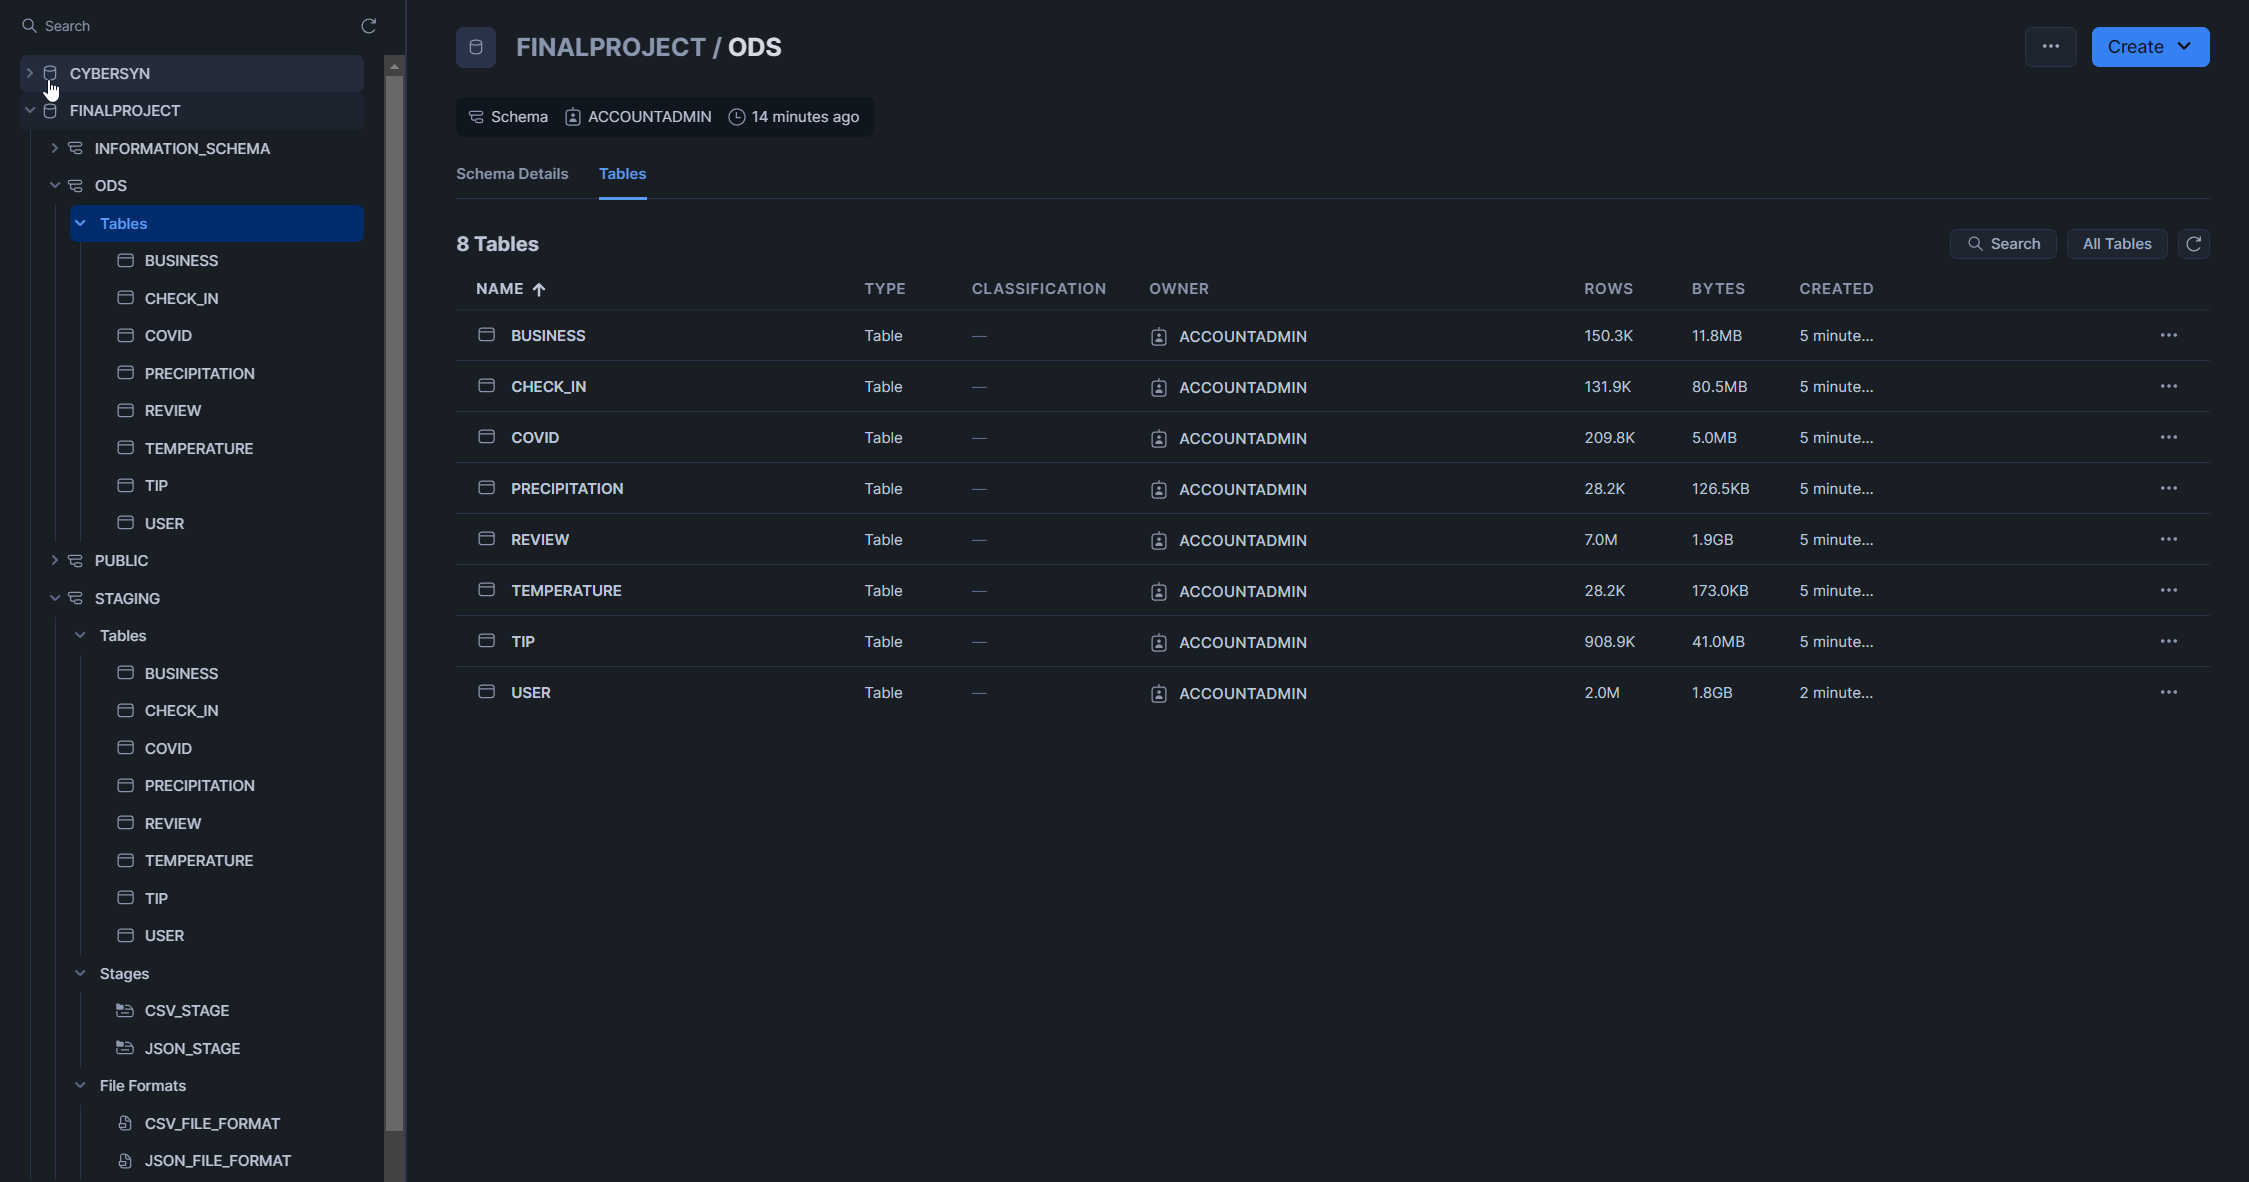 Search
CYBERSYN
FINALPROJECT
INFORMATION_SCHEMA
ODS
Tables
BUSINESS
CHECK_IN
COVID
PRECIPITATION
REVIEW
TEMPERATURE
TIP
USER
PUBLIC
STAGING
Tables
BUSINESS
CHECK_IN
COVID
PRECIPITATION
REVIEW
TEMPERATURE
TIP
USER
Stages
CSV_STAGE
JSON_STAGE
File Formats
CSV_FILE_FORMAT
JSON_FILE_FORMAT
FINALPROJECT / ODS
... Create
Schema ACCOUNTADMIN 14 minutes ago
Schema Details Tables
8 Tables Search All Tables
NAME TYPE CLASSIFICATION OWNER ROWS BYTES CREATED
BUSINESS Table — ACCOUNTADMIN 150.3K 11.8MB 5 minute... ...
CHECK_IN Table — ACCOUNTADMIN 131.9K 80.5MB 5 minute... ...
COVID Table — ACCOUNTADMIN 209.8K 5.0MB 5 minute... ...
PRECIPITATION Table — ACCOUNTADMIN 28.2K 126.5KB 5 minute... ...
REVIEW Table — ACCOUNTADMIN 7.0M 1.9GB 5 minute... ...
TEMPERATURE Table — ACCOUNTADMIN 28.2K 173.0KB 5 minute... ...
TIP Table — ACCOUNTADMIN 908.9K 41.0MB 5 minute... ...
USER Table — ACCOUNTADMIN 2.0M 1.8GB 2 minute... ...